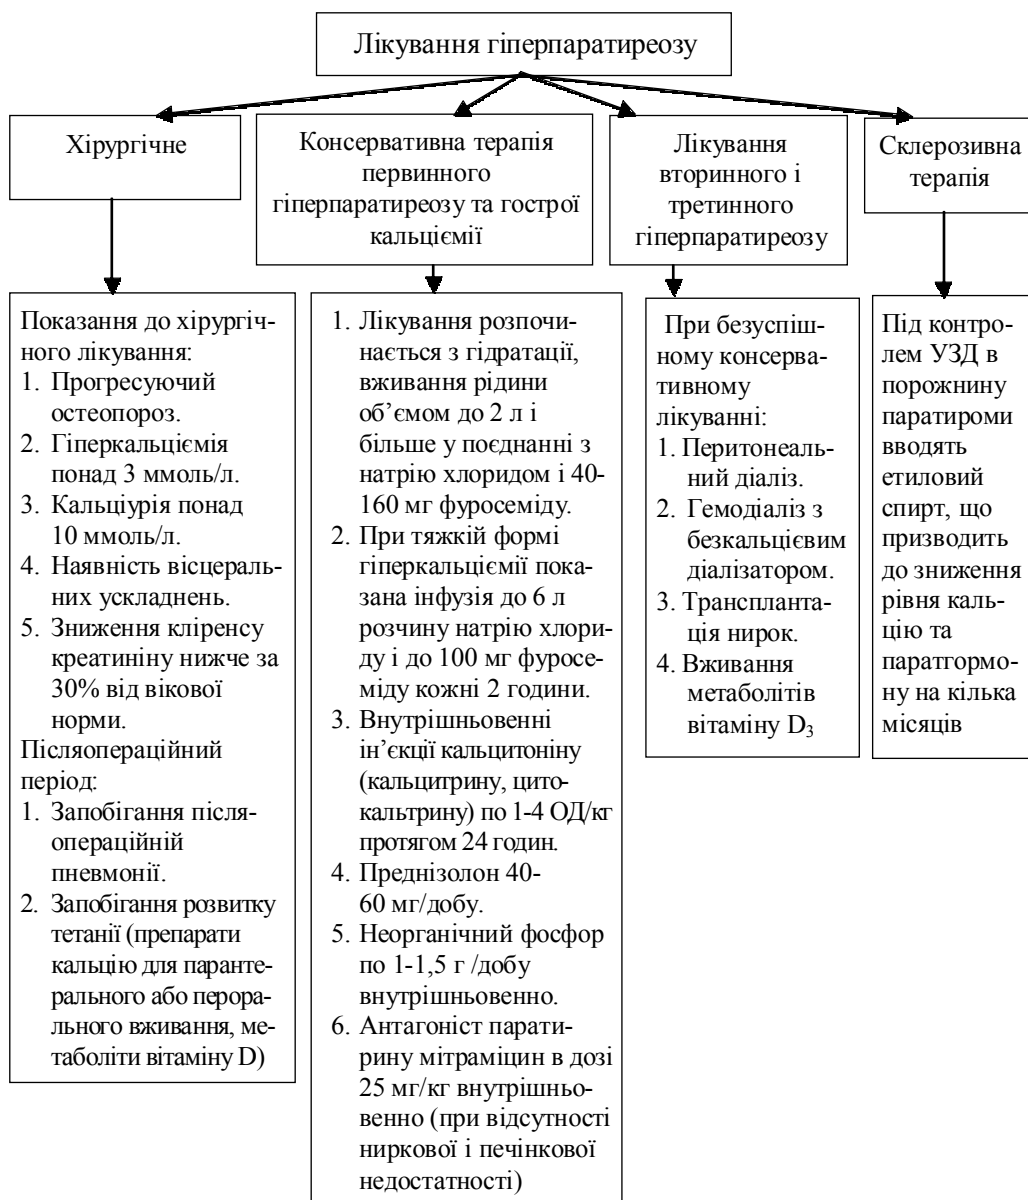 Лікування гіперпаратиреозу
Хірургічне
Консервативна терапія
первинного
гіперпаратиреозу та гострої
кальціємії
Лікування
вторинного і
третинного
гіперпаратиреозу
Склерозивна
терапія
Показання до хірургіч-
ного лікування:
1. Прогресуючий
остеопороз.
2. Гіперкальціємія
понад 3 ммоль/л.
3. Кальціурія понад
10 ммоль/л.
4. Наявність вісцераль-
них ускладнень.
5. Зниження кліренсу
креатиніну нижче за
30% від вікової
норми.
Післяопераційний
період:
1. Запобігання після-
операційній
пневмонії.
2. Запобігання розвитку
тетанії (препарати
кальцію для паранте-
рального або перора-
льного вживання, ме-
таболіти вітаміну D)
1. Лікування розпочи-
нається з гідратації,
вживання рідини
об’ємом до 2 л і
більше у поєднанні з
натрію хлоридом і 40-
160 мг фуросеміду.
2. При тяжкій формі
гіперкальціємії пока-
зана інфузія до 6 л
розчину натрію хлори-
ду і до 100 мг фуросе-
міду кожні 2 години.
3. Внутрішньовенні
ін’єкції кальцитоніну
(кальцитрину, цито-
кальтрину) по 1-4 ОД/кг
протягом 24 годин.
4. Преднізолон 40-
60 мг/добу.
5. Неорганічний фосфор
по 1-1,5 г /добу
внутрішньовенно.
6. Антагоніст парати-
рину мітраміцин в дозі
25 мг/кг внутрішньо-
венно (при відсутності
ниркової і печінкової
недостатності)
При безуспіш-
ному консерва-
тивному
лікуванні:
1. Перитонеаль-
ний діаліз.
2. Гемодіаліз з
безкальцієвим
діалізатором.
3. Транспланта-
ція нирок.
4. Вживання
метаболітів
вітаміну D₃
Під контро-
лем УЗД в
порожнину
паратироми
вводять
етиловий
спирт, що
призводить
до зниження
рівня каль-
цію та
паратгормо-
ну на кілька
місяців